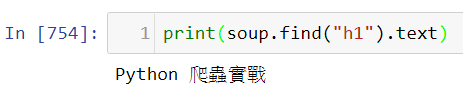 In [754]: 1 print(soup.find("h1").text)
Python 爬蟲實戰